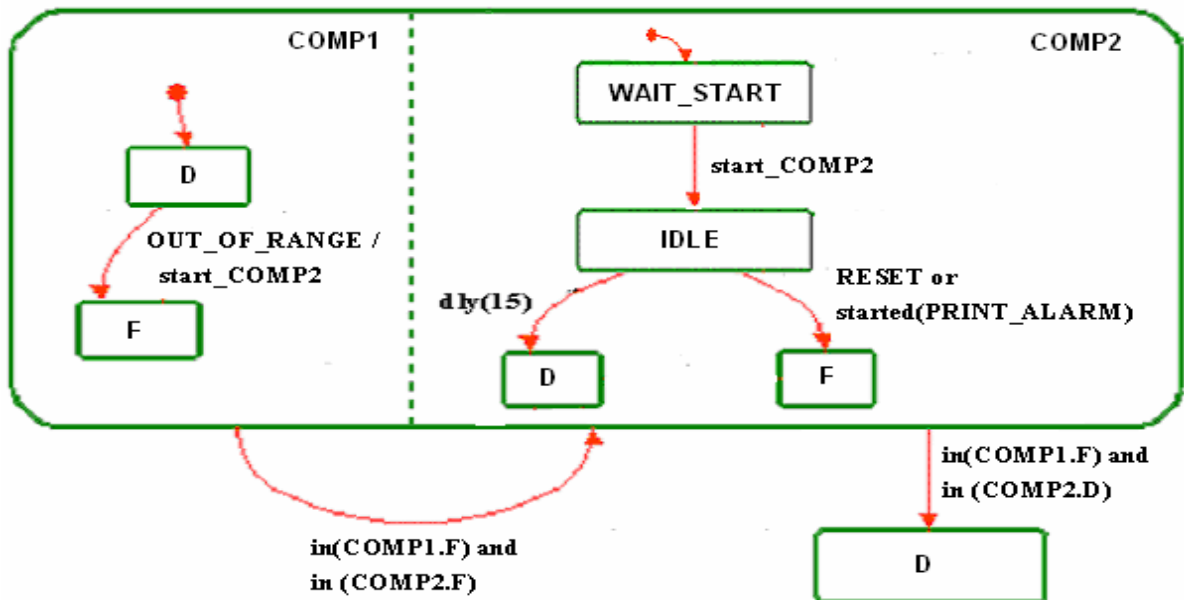 COMP1
COMP2
WAIT_START
D
start_COMP2
OUT_OF_RANGE /
start_COMP2
IDLE
F
dly(15)
RESET or
started(PRINT_ALARM)
D
F
in(COMP1.F) and
in (COMP2.D)
in(COMP1.F) and
in (COMP2.F)
D